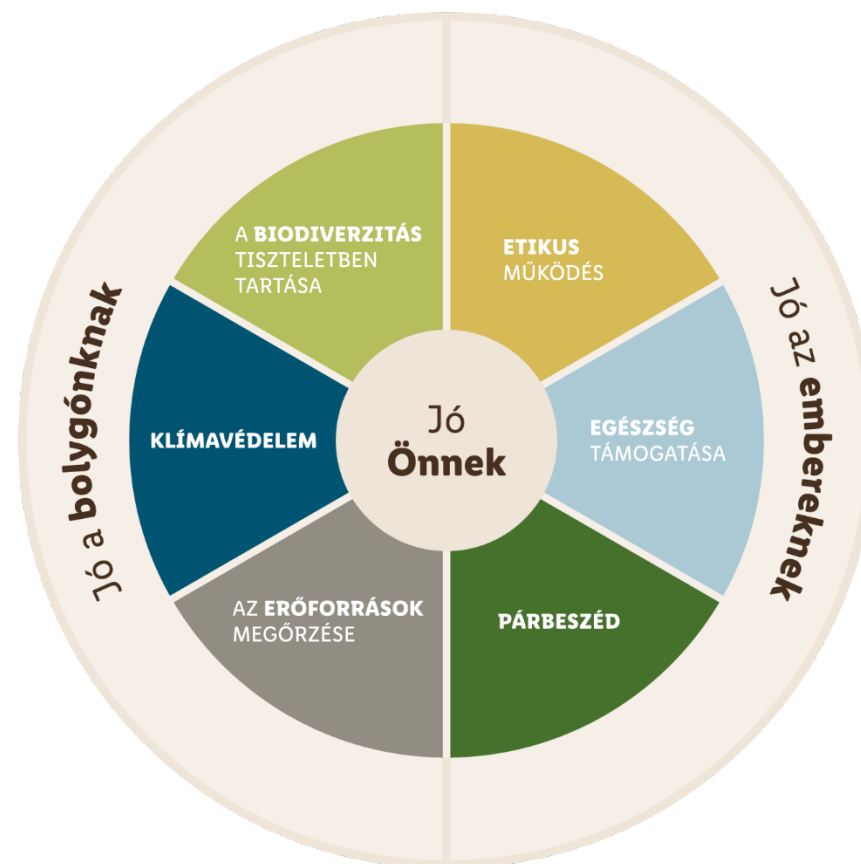 A BIODIVERZITÁS
TISZTELETBEN
TARTÁSA
ETIKUS
MŰKÖDÉS
Jó a bolygónknak
KLÍMAVÉDELEM
Jó
Önnek
EGÉSZSÉG
TÁMOGATÁSA
Jó az embereknek
AZ ERŐFORRÁSOK
MEGŐRZÉSE
PÁRBESZÉD